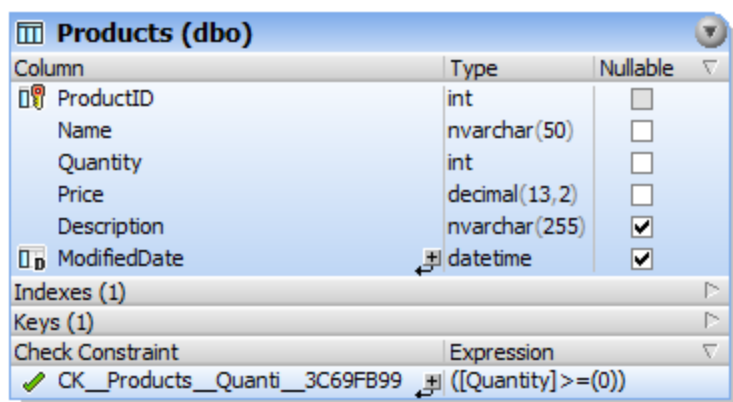 Products (dbo)
Column Type Nullable
ProductID int
Name nvarchar(50)
Quantity int
Price decimal(13,2)
Description nvarchar(255)
D ModifiedDate datetime
Indexes (1)
Keys (1)
Check Constraint Expression
CK__Products__Quanti__3C69FB99 ([Quantity]>=(0))